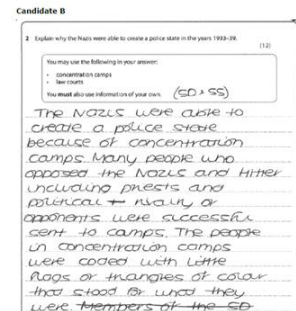 Candidate B
2 Explain why the Nazis were able to create a police state in the years 1933-39.
(12)
You may use the following in your answer:
• concentration camps
• law courts
You must also use information of your own.
(SD + SS)
The Nazis were able to
create a police state
because of concentration
camps. Many people who
opposed the Nazis and Hitler
including priests and
political rivalry or
opponents were successful
sent to camps. The people
in concentration camps
were coded with little
flags or triangles of colour
that stood for what they
were. Members of the SD